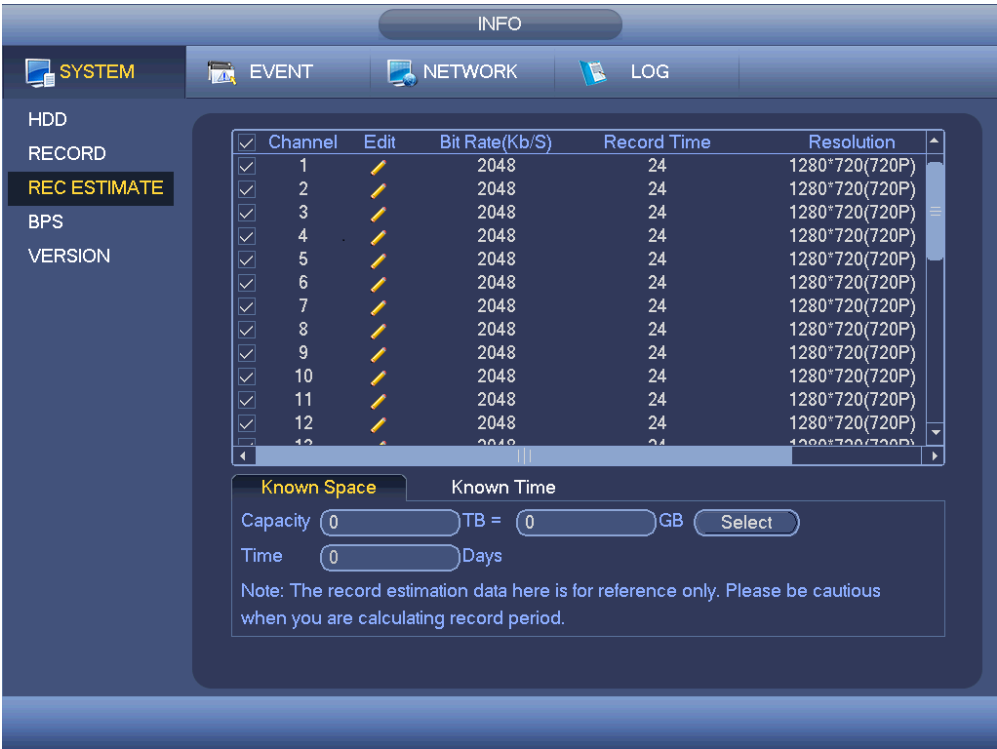 INFO
SYSTEM EVENT NETWORK LOG
HDD
RECORD
REC ESTIMATE
BPS
VERSION
Channel Edit Bit Rate(Kb/S) Record Time Resolution
1 2048 24 1280*720(720P)
2 2048 24 1280*720(720P)
3 2048 24 1280*720(720P)
4 2048 24 1280*720(720P)
5 2048 24 1280*720(720P)
6 2048 24 1280*720(720P)
7 2048 24 1280*720(720P)
8 2048 24 1280*720(720P)
9 2048 24 1280*720(720P)
10 2048 24 1280*720(720P)
11 2048 24 1280*720(720P)
12 2048 24 1280*720(720P)
13 2048 24 1280*720(720P)
Known Space Known Time
Capacity 0 TB = 0 GB Select
Time 0 Days
Note: The record estimation data here is for reference only. Please be cautious
when you are calculating record period.